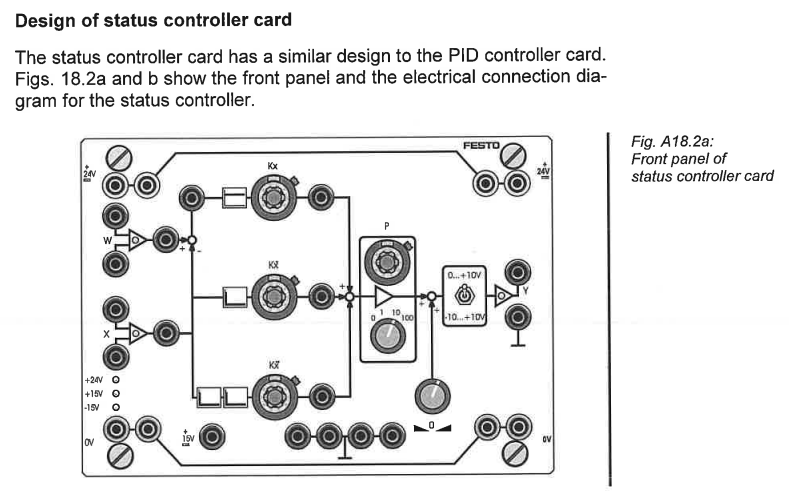 Design of status controller card
The status controller card has a similar design to the PID controller card.
Figs. 18.2a and b show the front panel and the electrical connection dia-
gram for the status controller.
Fig. A18.2a:
Front panel of
status controller card
FESTO
+
24V
+
24V
Kx
W
+
-
P
Kẋ
0...+10V
+
+
+
Y
0 1 10 100
-10...+10V
X
Kẍ
+24V
+15V
-15V
0
0V
+
15V
0V